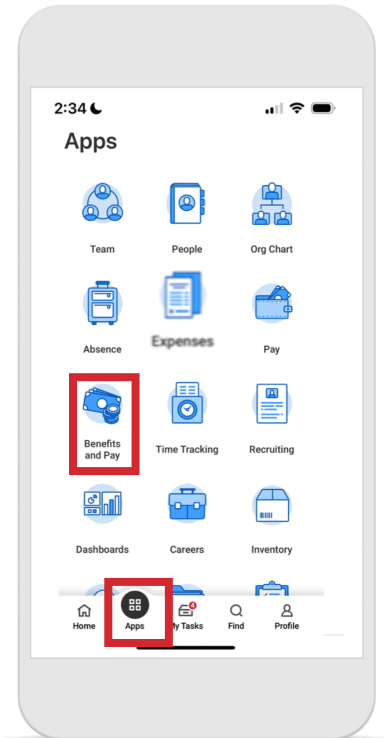 2:34
Apps
Team
People
Org Chart
Absence
Expenses
Pay
Benefits
and Pay
Time Tracking
Recruiting
Dashboards
Careers
Inventory
4
Home
Apps
My Tasks
Find
Profile